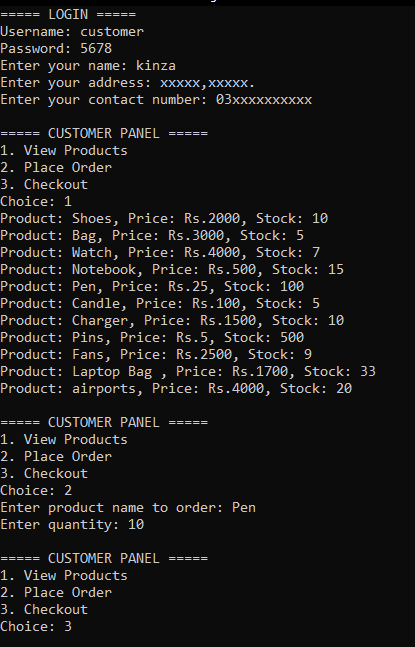 ===== LOGIN =====
Username: customer
Password: 5678
Enter your name: kinza
Enter your address: xxxxx,xxxxx.
Enter your contact number: 03xxxxxxxxxx
===== CUSTOMER PANEL =====
1. View Products
2. Place Order
3. Checkout
Choice: 1
Product: Shoes, Price: Rs.2000, Stock: 10
Product: Bag, Price: Rs.3000, Stock: 5
Product: Watch, Price: Rs.4000, Stock: 7
Product: Notebook, Price: Rs.500, Stock: 15
Product: Pen, Price: Rs.25, Stock: 100
Product: Candle, Price: Rs.100, Stock: 5
Product: Charger, Price: Rs.1500, Stock: 10
Product: Pins, Price: Rs.5, Stock: 500
Product: Fans, Price: Rs.2500, Stock: 9
Product: Laptop Bag , Price: Rs.1700, Stock: 33
Product: airports, Price: Rs.4000, Stock: 20
===== CUSTOMER PANEL =====
1. View Products
2. Place Order
3. Checkout
Choice: 2
Enter product name to order: Pen
Enter quantity: 10
===== CUSTOMER PANEL =====
1. View Products
2. Place Order
3. Checkout
Choice: 3